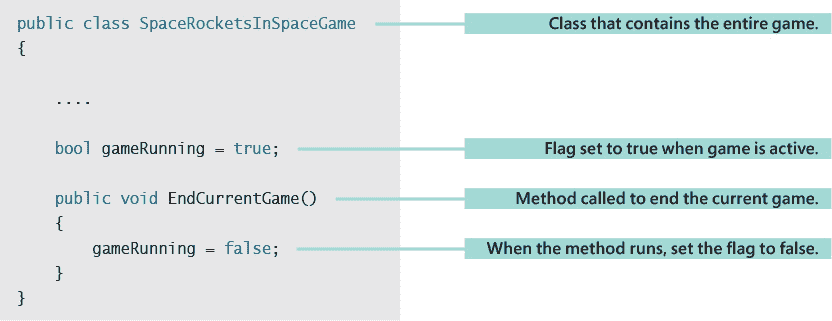 public class SpaceRocketsInSpaceGame
Class that contains the entire game.
{
....
bool gameRunning = true;
Flag set to true when game is active.
public void EndCurrentGame()
Method called to end the current game.
{
gameRunning = false;
When the method runs, set the flag to false.
}
}